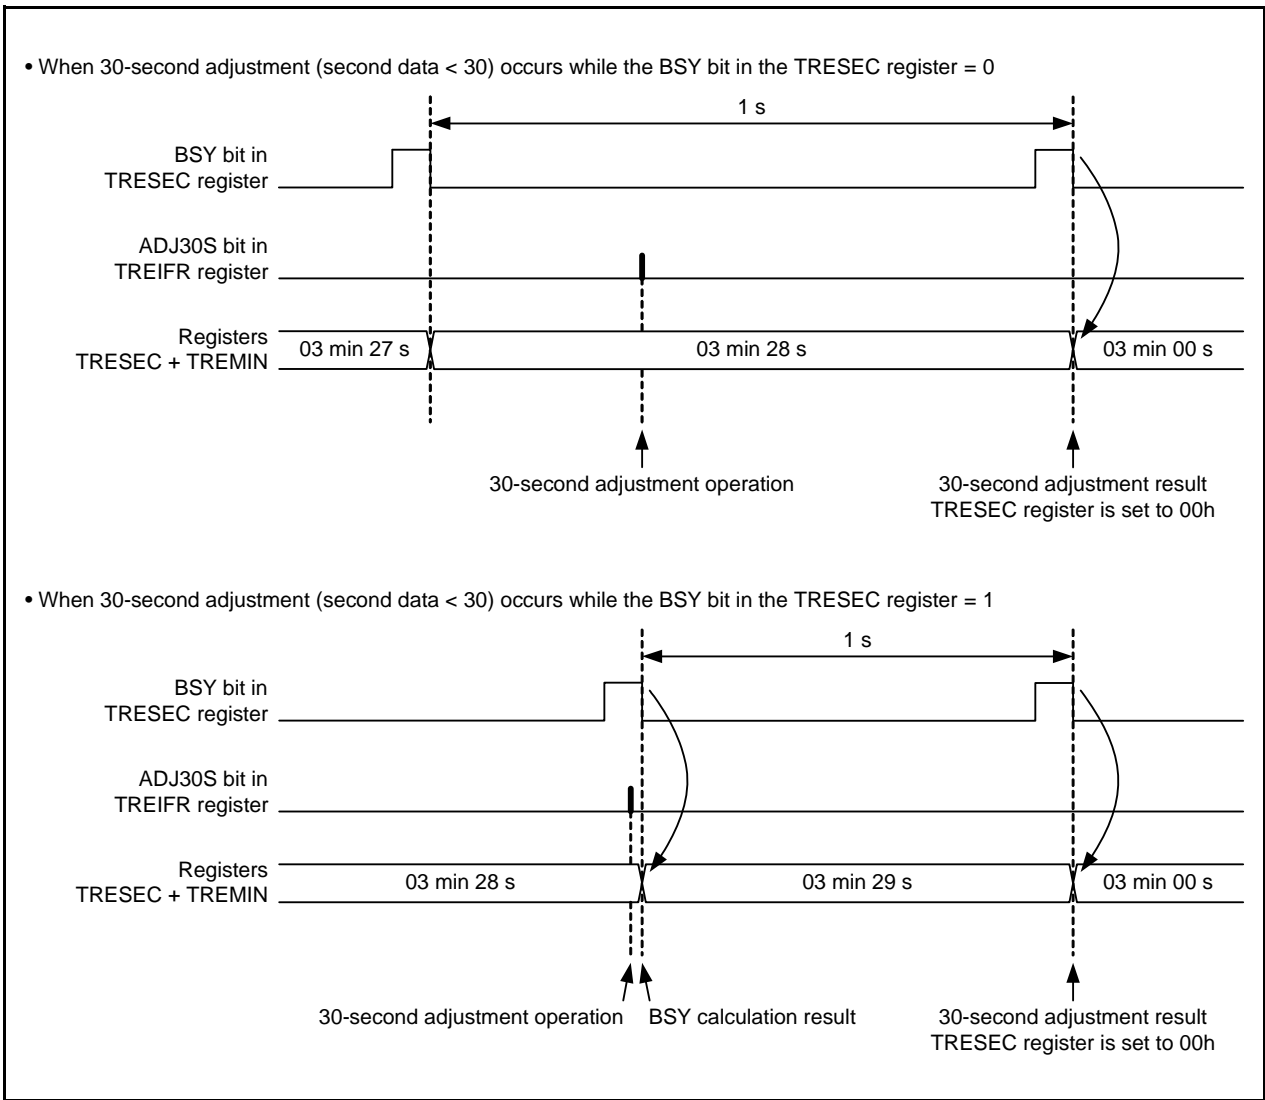 • When 30-second adjustment (second data < 30) occurs while the BSY bit in the TRESEC register = 0
1 s
BSY bit in
TRESEC register
ADJ30S bit in
TREIFR register
Registers
TRESEC + TREMIN
03 min 27 s
03 min 28 s
03 min 00 s
30-second adjustment operation
30-second adjustment result
TRESEC register is set to 00h
• When 30-second adjustment (second data < 30) occurs while the BSY bit in the TRESEC register = 1
1 s
BSY bit in
TRESEC register
ADJ30S bit in
TREIFR register
Registers
TRESEC + TREMIN
03 min 28 s
03 min 29 s
03 min 00 s
30-second adjustment operation
BSY calculation result
30-second adjustment result
TRESEC register is set to 00h